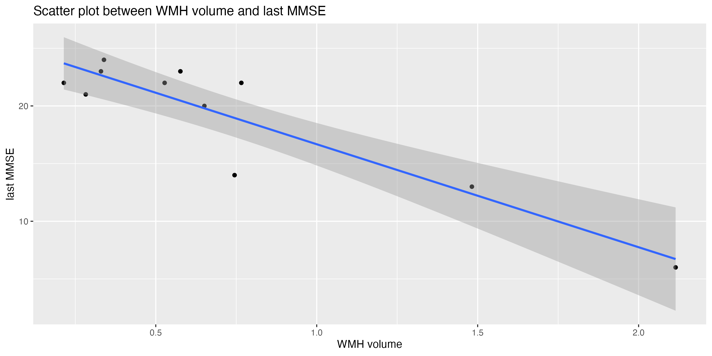 Scatter plot between WMH volume and last MMSE
last MMSE
20
10
0.5 1.0 1.5 2.0
WMH volume